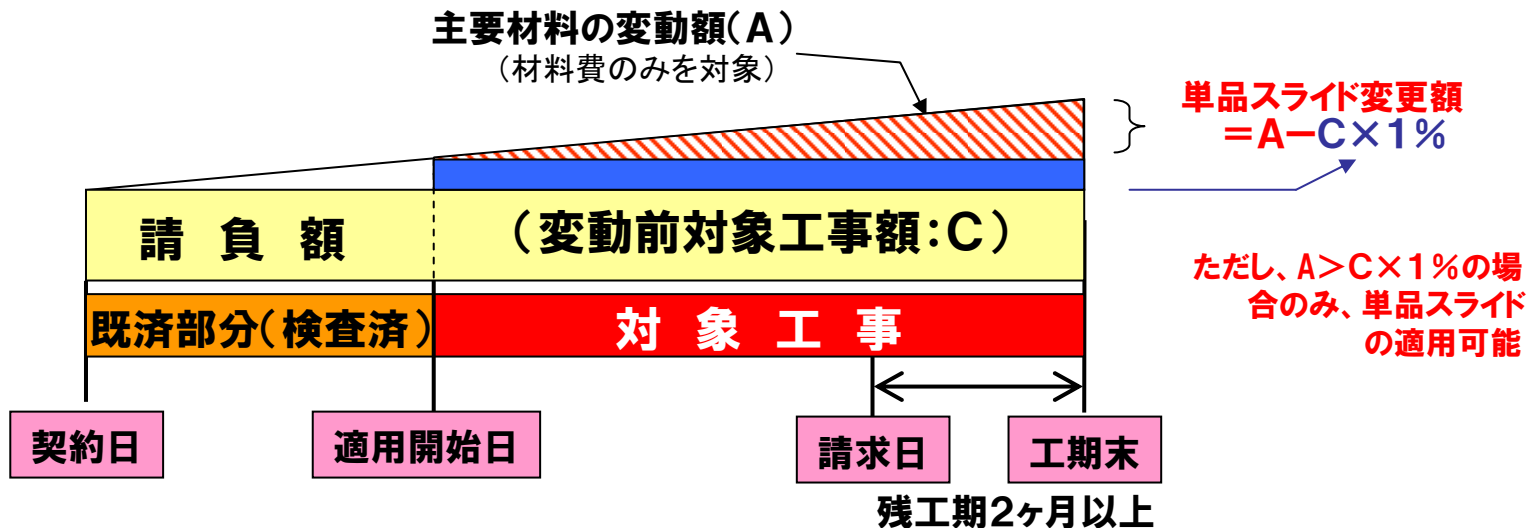 主要材料の変動額(A)
(材料費のみを対象)
単品スライド変更額
=A－C×1%
請 負 額
(変動前対象工事額:C)
ただし、A＞C×1%の場
合のみ、単品スライド
の適用可能
既済部分(検査済)
対 象 工 事
契約日
適用開始日
請求日
工期末
残工期2ヶ月以上